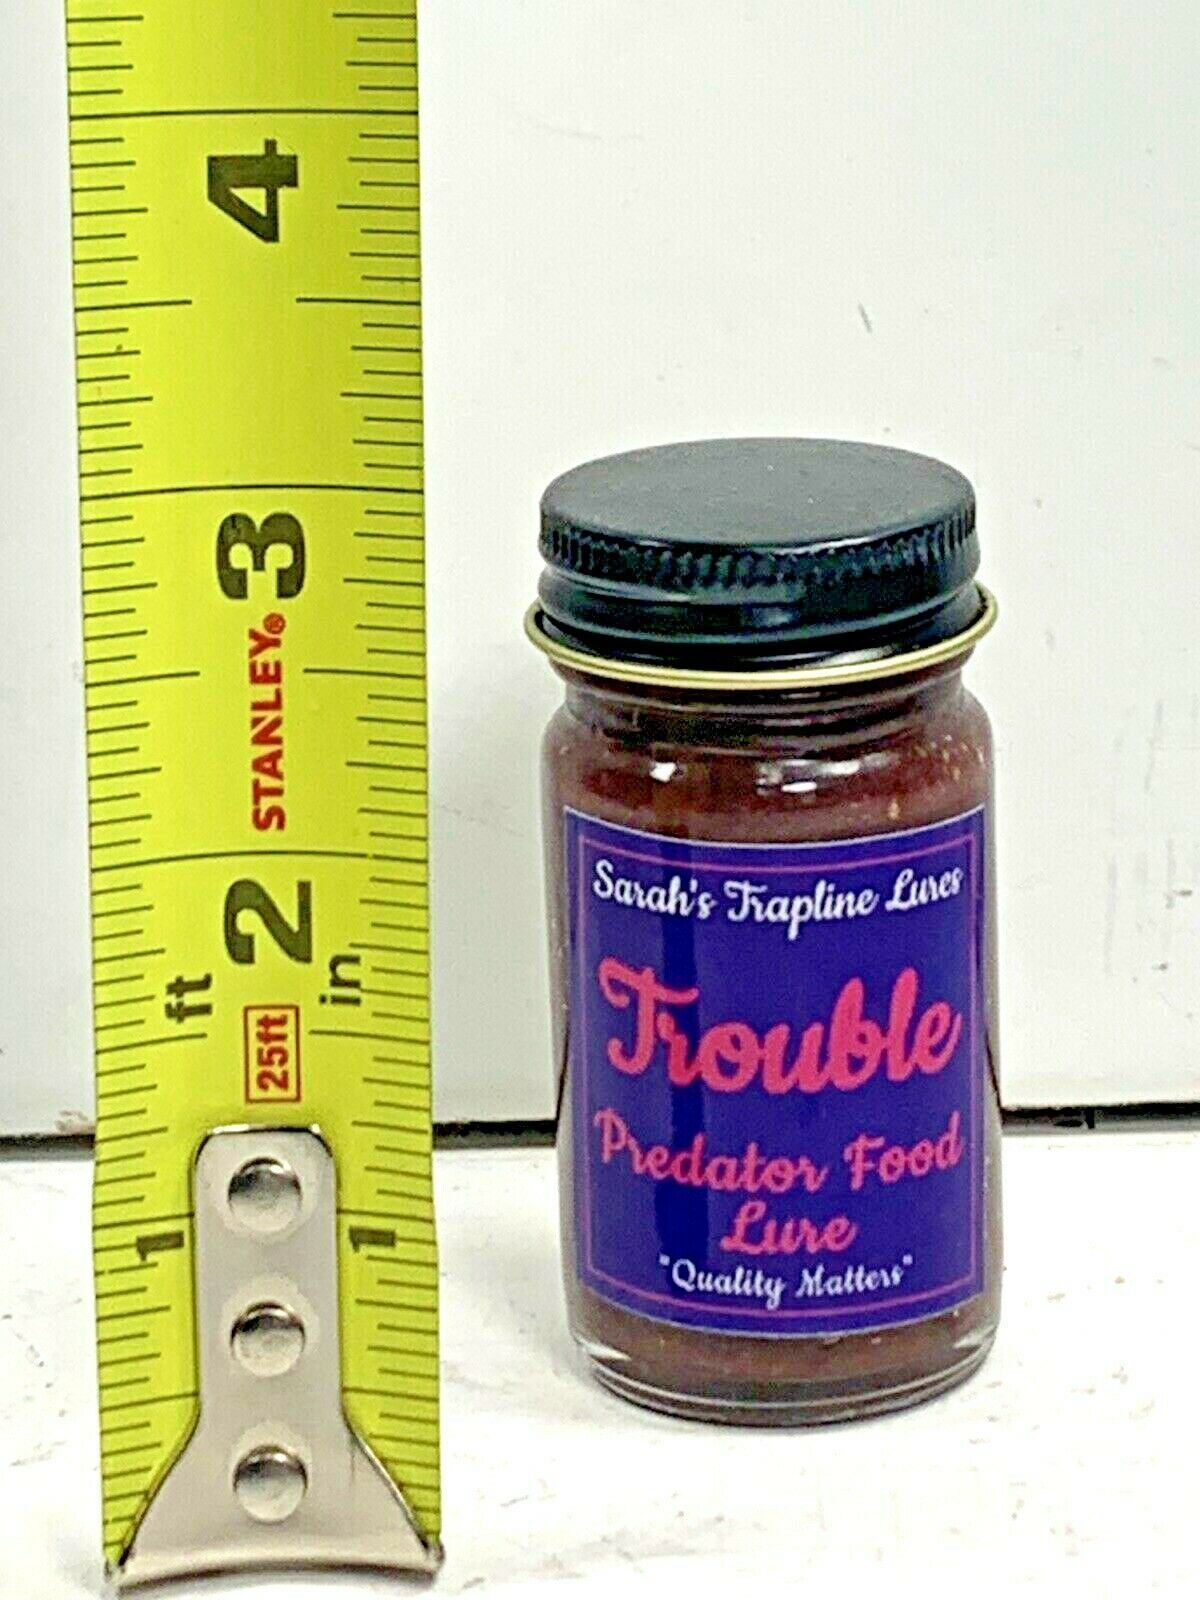 4
3
STANLEY®
2
ft
in
25ft
1
1
Sarah's Trapline Lures
Trouble
Predator Food
Lure
"Quality Matters"